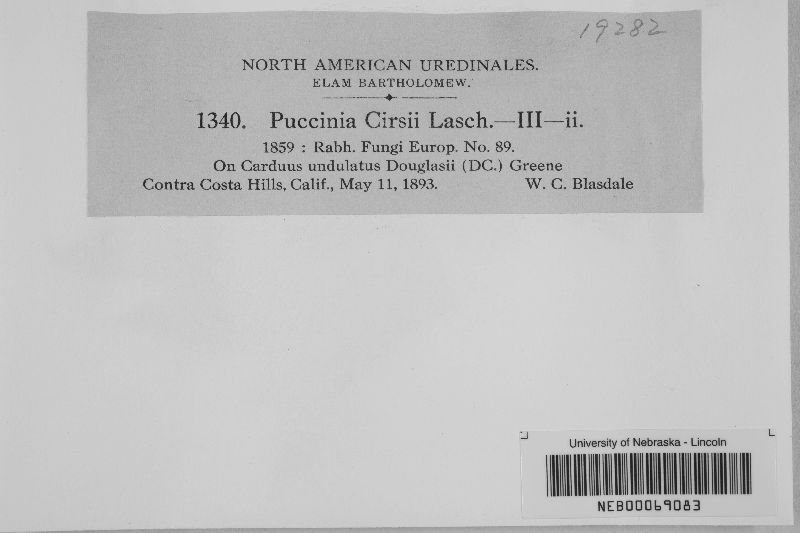 19282
NORTH AMERICAN UREDINALES.
ELAM BARTHOLOMEW.
1340. Puccinia Cirsii Lasch.—III—ii.
1859 : Rabh. Fungi Europ. No. 89.
On Carduus undulatus Douglasii (DC.) Greene
Contra Costa Hills, Calif., May 11, 1893. W. C. Blasdale
University of Nebraska - Lincoln
NEB00069083